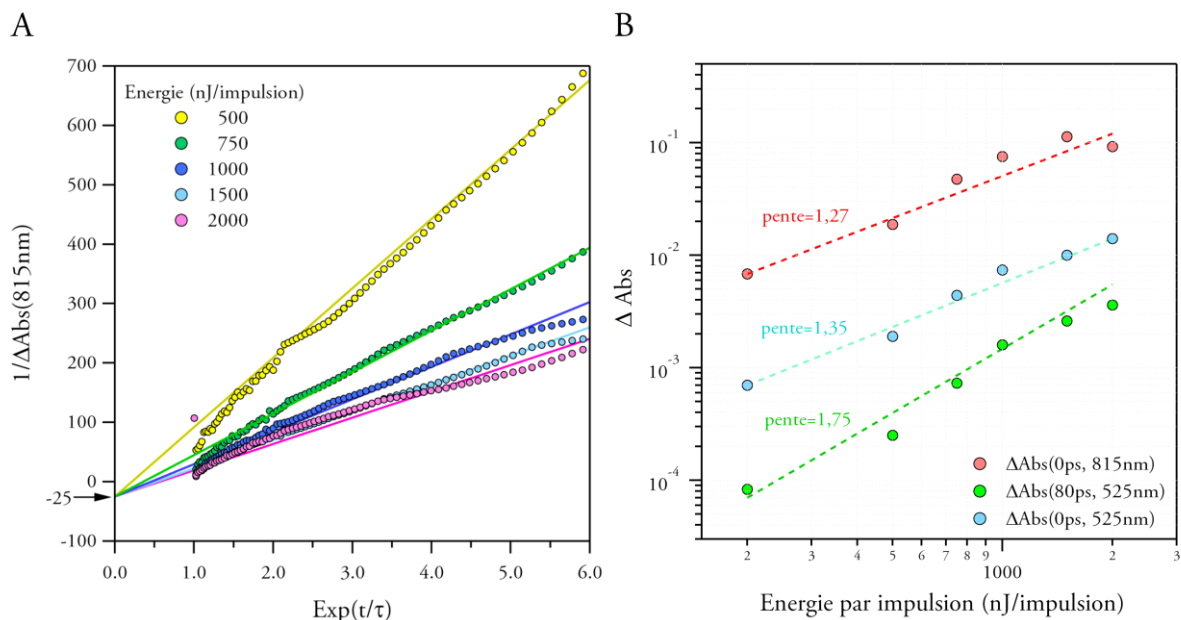 A
B
700
600
500
400
300
200
100
0
-25
-100
1/ΔAbs(815nm)
Energie (nJ/impulsion)
500
750
1000
1500
2000
0.0 1.0 2.0 3.0 4.0 5.0 6.0
Exp(t/τ)
10⁻¹
10⁻²
10⁻³
10⁻⁴
Δ Abs
pente=1,27
pente=1,35
pente=1,75
ΔAbs(0ps, 815nm)
ΔAbs(80ps, 525nm)
ΔAbs(0ps, 525nm)
2 3 4 5 6 7 8 9 2 3
1000
Energie par impulsion (nJ/impulsion)